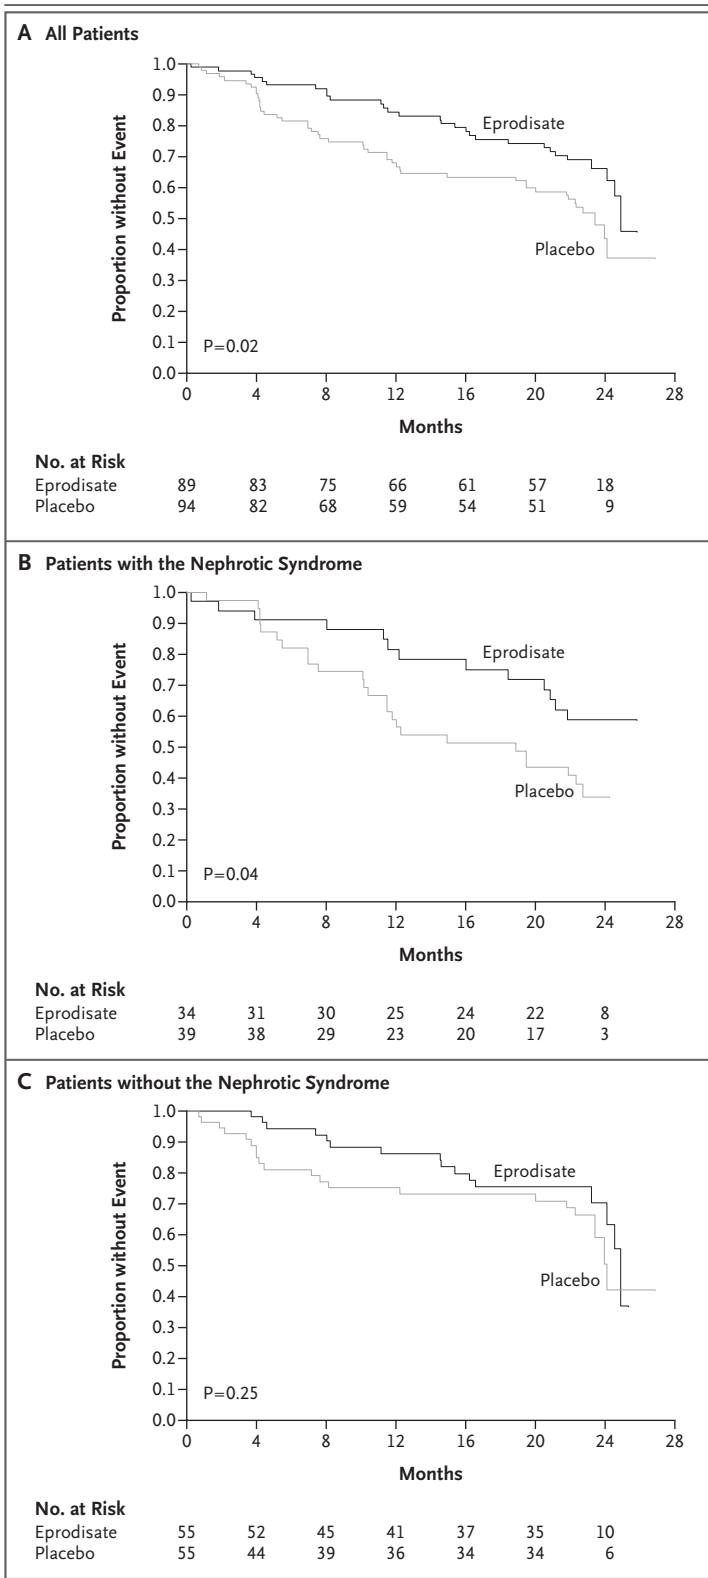 A All Patients
1.0
0.9
0.8
0.7
0.6
0.5
0.4
0.3
0.2
0.1
0.0
Proportion without Event
Eprodisate
Placebo
P=0.02
0 4 8 12 16 20 24 28
Months
No. at Risk
Eprodisate 89 83 75 66 61 57 18
Placebo 94 82 68 59 54 51 9
B Patients with the Nephrotic Syndrome
1.0
0.9
0.8
0.7
0.6
0.5
0.4
0.3
0.2
0.1
0.0
Proportion without Event
Eprodisate
Placebo
P=0.04
0 4 8 12 16 20 24 28
Months
No. at Risk
Eprodisate 34 31 30 25 24 22 8
Placebo 39 38 29 23 20 17 3
C Patients without the Nephrotic Syndrome
1.0
0.9
0.8
0.7
0.6
0.5
0.4
0.3
0.2
0.1
0.0
Proportion without Event
Eprodisate
Placebo
P=0.25
0 4 8 12 16 20 24 28
Months
No. at Risk
Eprodisate 55 52 45 41 37 35 10
Placebo 55 44 39 36 34 34 6